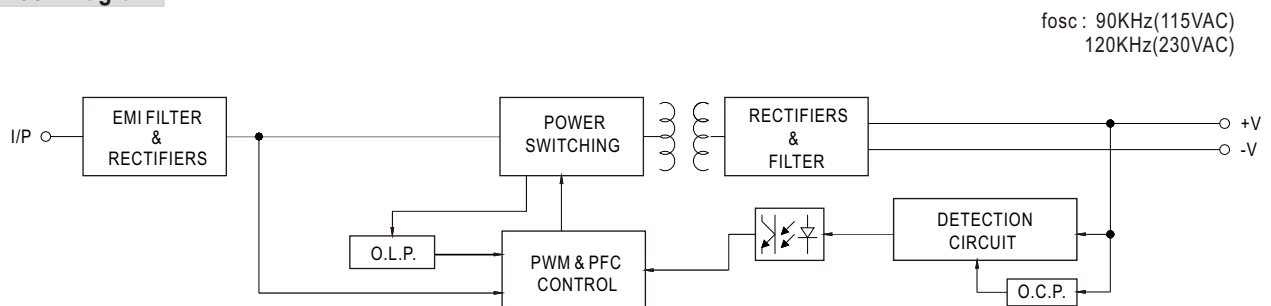 fosc : 90KHz(115VAC)
120KHz(230VAC)
I/P
EMI FILTER
&
RECTIFIERS
POWER
SWITCHING
RECTIFIERS
&
FILTER
+V
-V
O.L.P.
PWM & PFC
CONTROL
DETECTION
CIRCUIT
O.C.P.